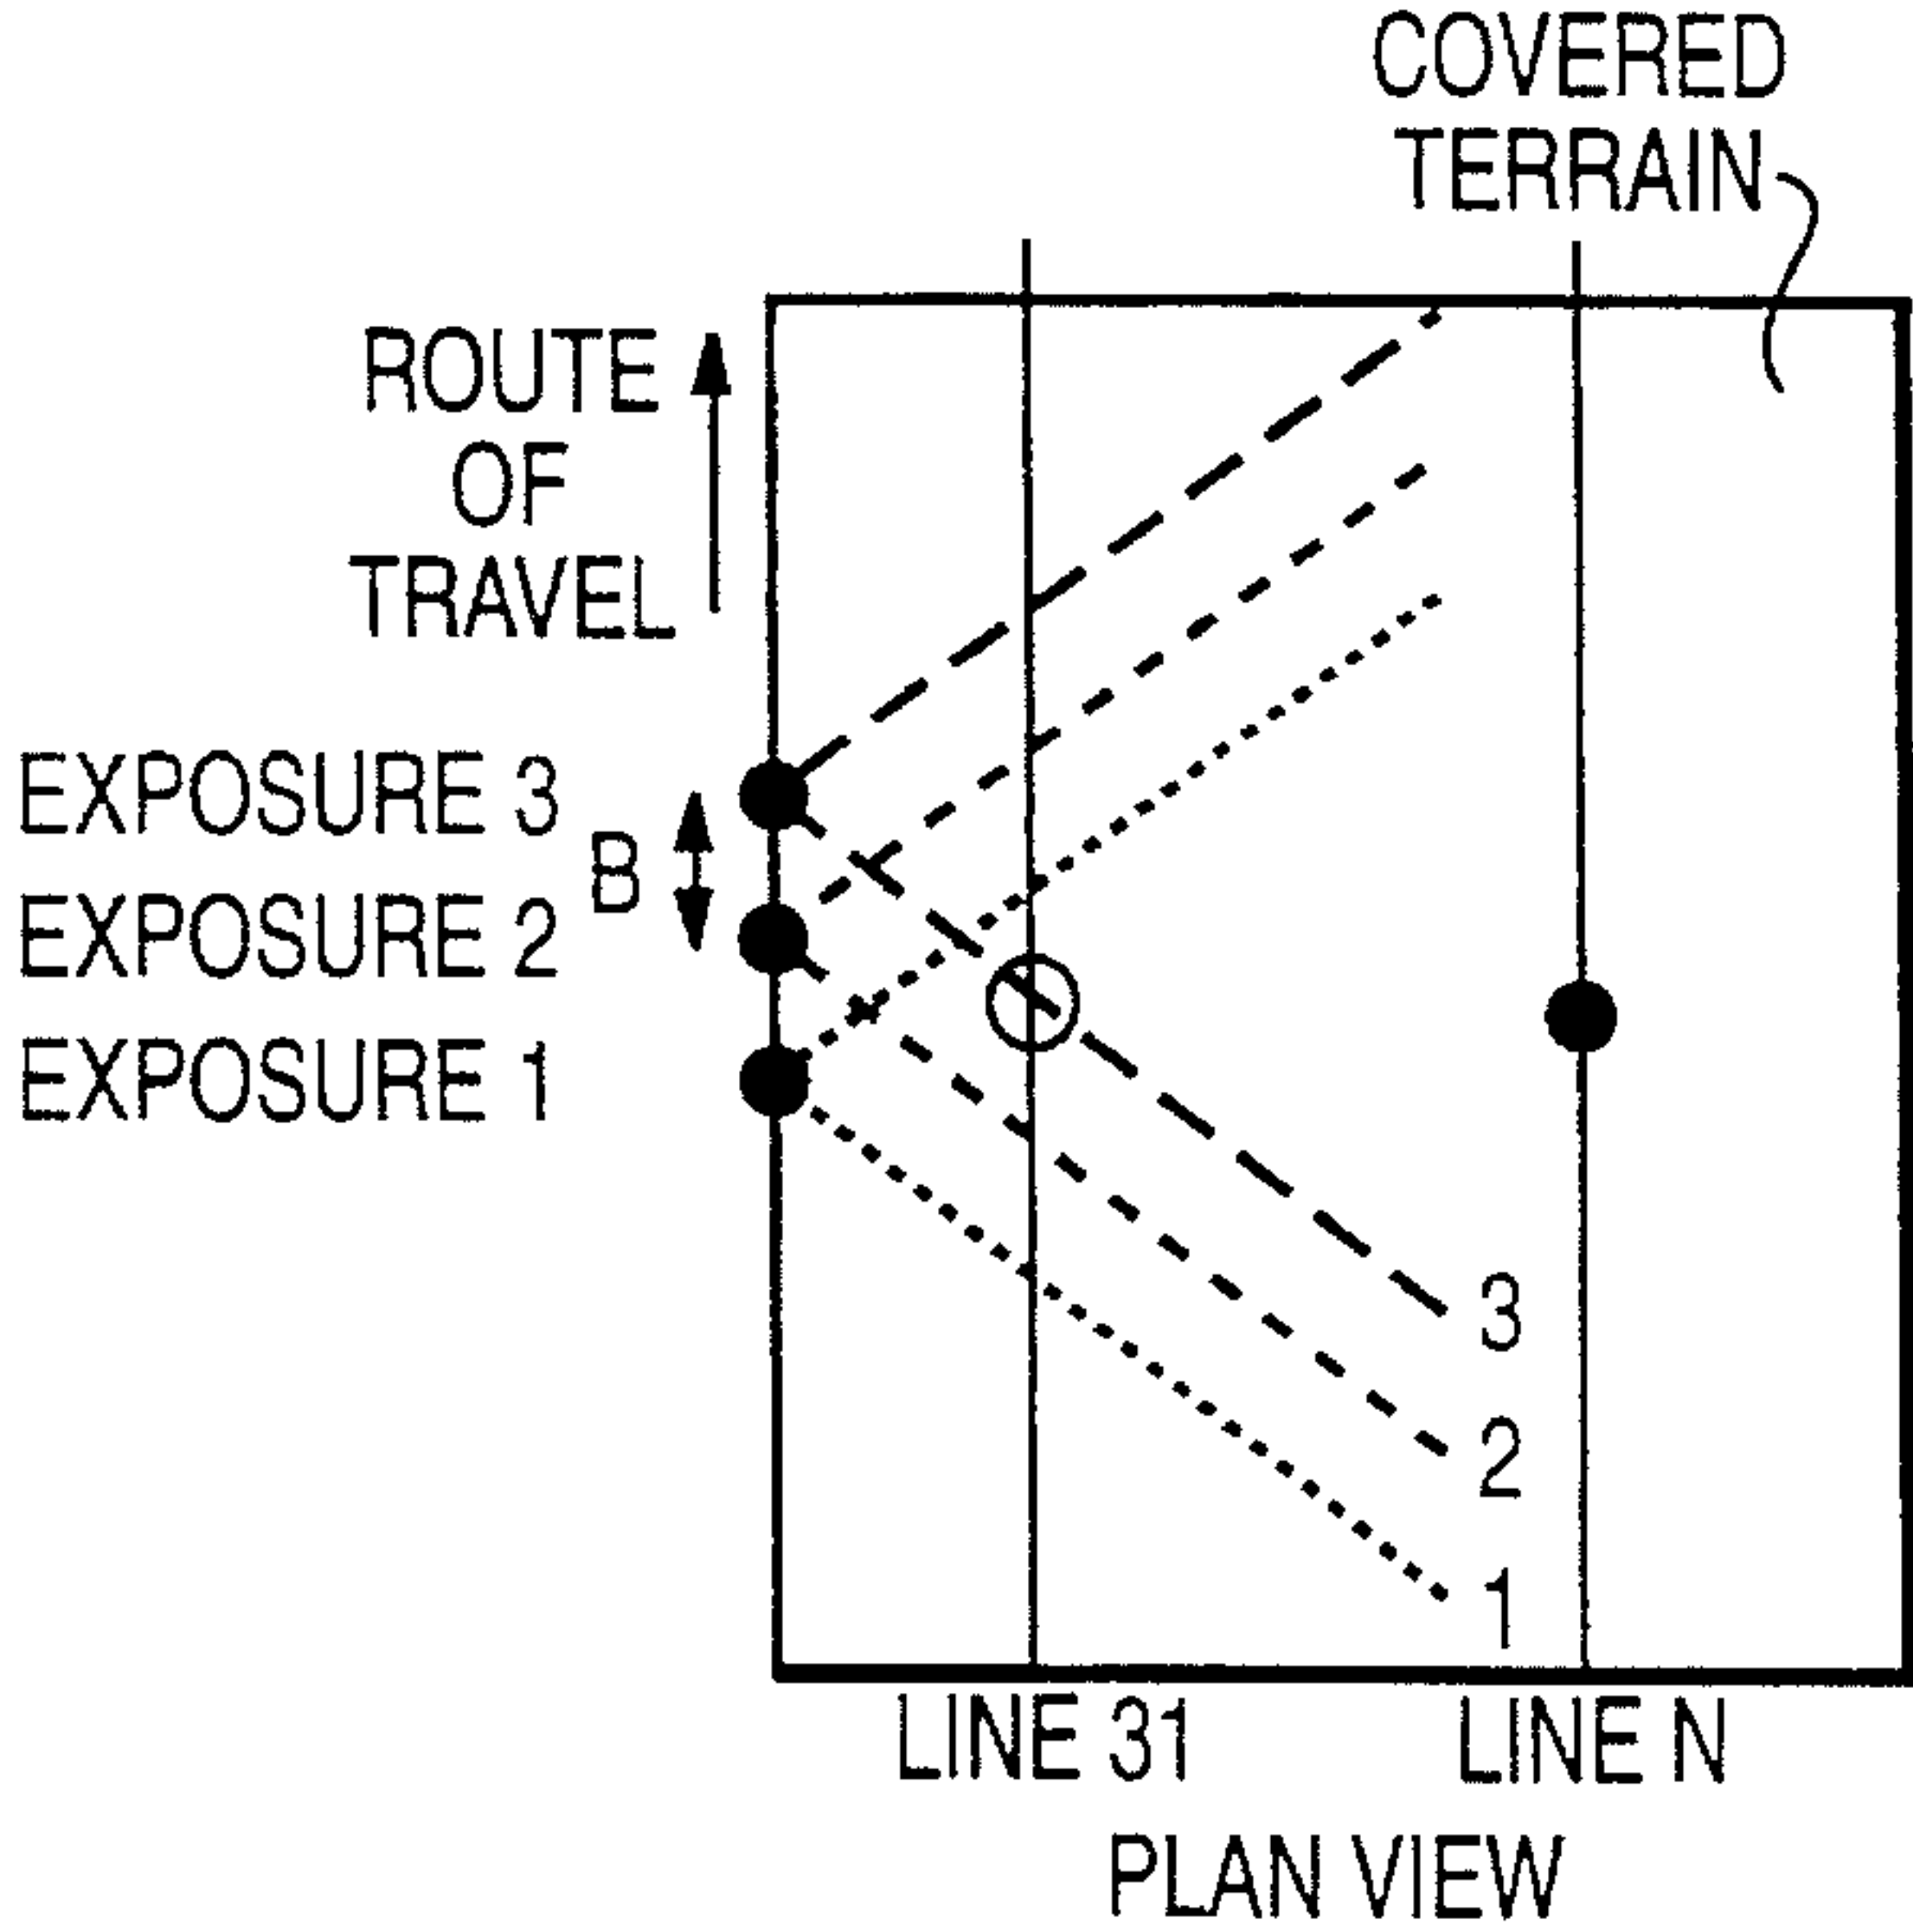 COVERED
TERRAIN
ROUTE
OF
TRAVEL
EXPOSURE 3
B
EXPOSURE 2
EXPOSURE 1
3
2
1
LINE 31
LINE N
PLAN VIEW